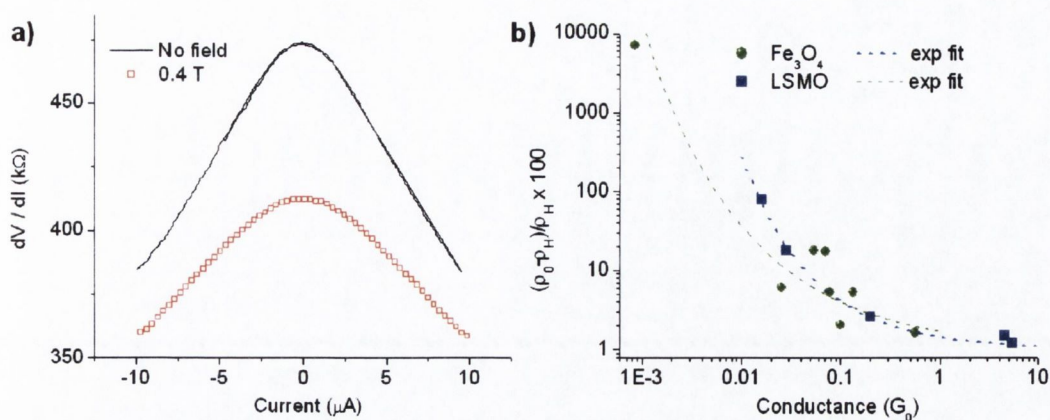 a)
No field
0.4 T
450
400
350
dV / dI (kΩ)
-10
-5
0
5
10
Current (μA)
b)
Fe₃O₄
exp fit
LSMO
exp fit
10000
1000
100
10
1
(ρ₀-ρ_H)/ρ_H x 100
1E-3
0.01
0.1
1
10
Conductance (G₀)